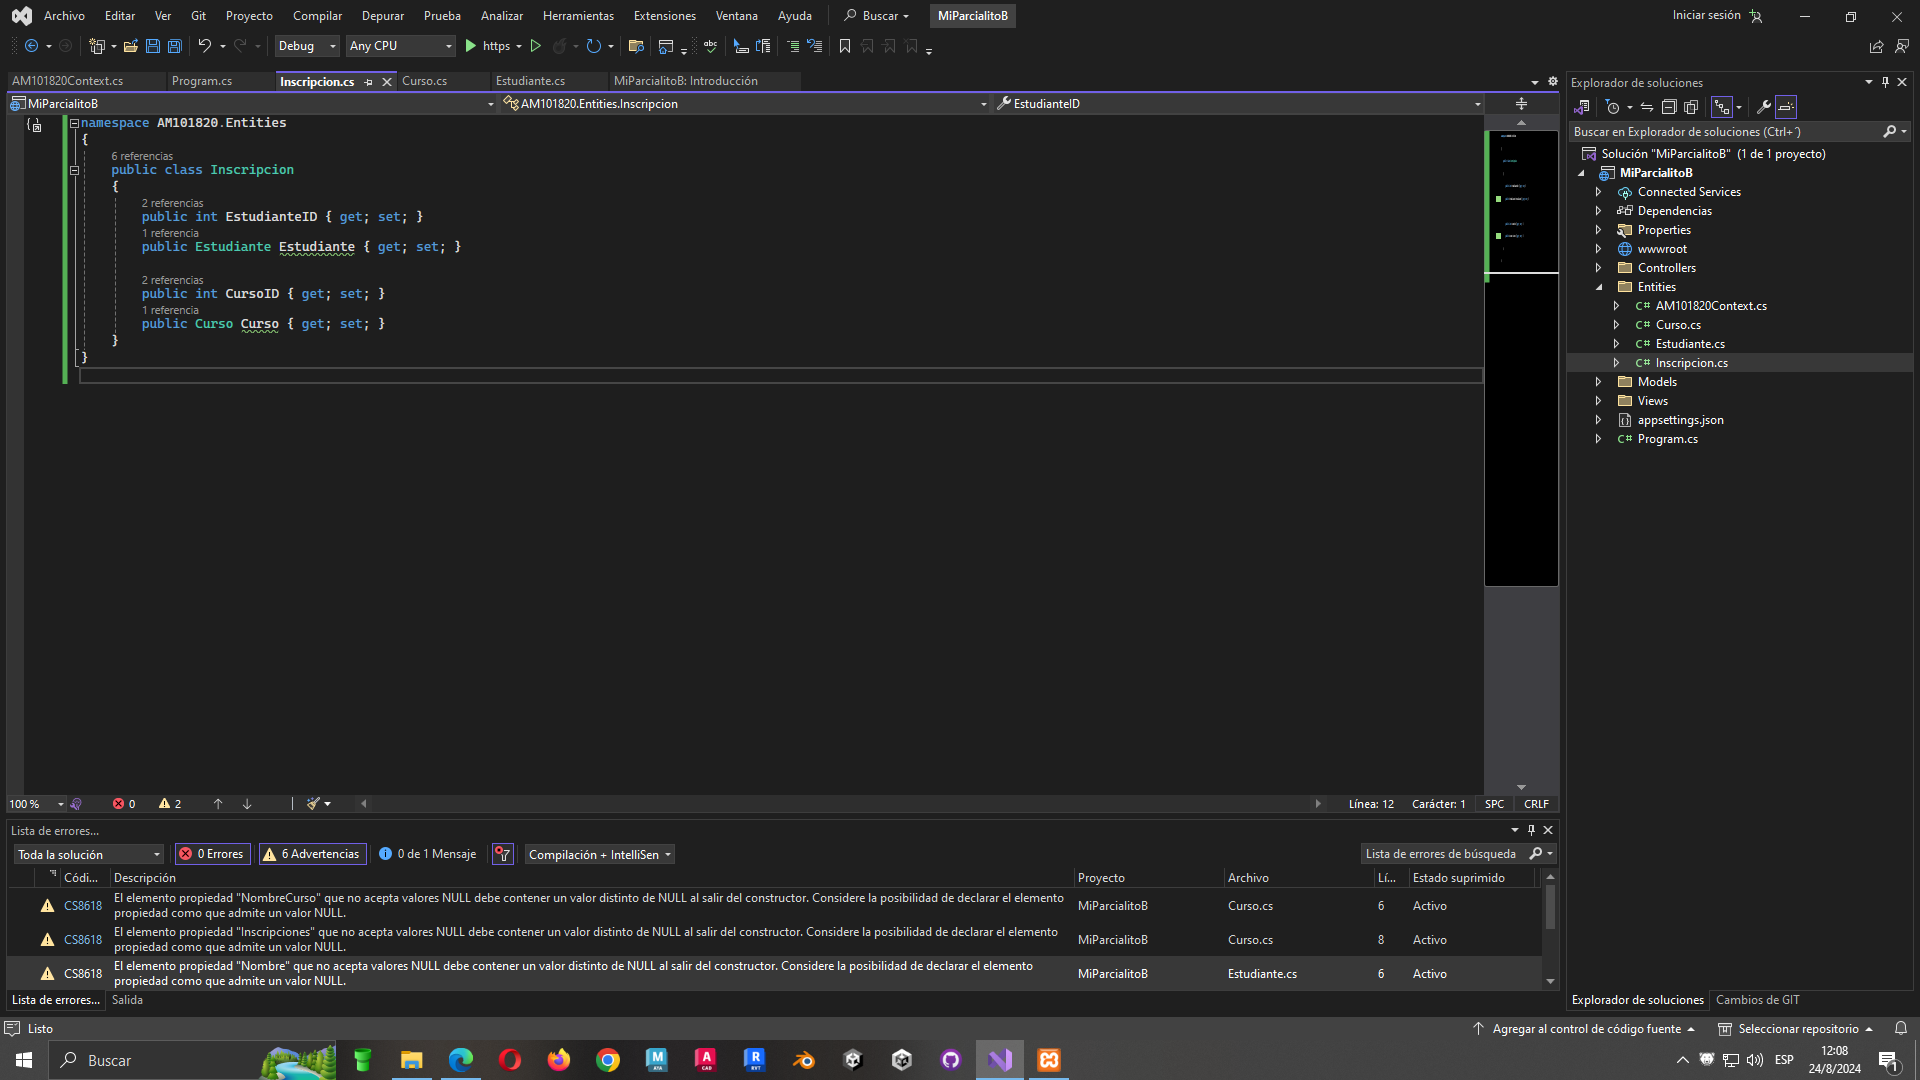 Archivo Editar Ver Git Proyecto Compilar Depurar Prueba Analizar Herramientas Extensiones Ventana Ayuda Buscar MiParcialitoB Iniciar sesión
Debug Any CPU https
AM101820Context.cs Program.cs Inscripcion.cs Curso.cs Estudiante.cs MiParcialitoB: Introducción
MiParcialitoB AM101820.Entities.Inscripcion EstudianteID
namespace AM101820.Entities
{
6 referencias
public class Inscripcion
{
2 referencias
public int EstudianteID { get; set; }
1 referencia
public Estudiante Estudiante { get; set; }
2 referencias
public int CursoID { get; set; }
1 referencia
public Curso Curso { get; set; }
}
}
100 % 0 2 Línea: 12 Carácter: 1 SPC CRLF
Explorador de soluciones
Buscar en Explorador de soluciones (Ctrl+´)
Solución "MiParcialitoB" (1 de 1 proyecto)
MiParcialitoB
Connected Services
Dependencias
Properties
wwwroot
Controllers
Entities
C# AM101820Context.cs
C# Curso.cs
C# Estudiante.cs
C# Inscripcion.cs
Models
Views
appsettings.json
C# Program.cs
Explorador de soluciones Cambios de GIT
Lista de errores...
Toda la solución 0 Errores 6 Advertencias 0 de 1 Mensaje Compilación + IntelliSen Lista de errores de búsqueda
Códi... Descripción Proyecto Archivo Lí... Estado suprimido
CS8618 El elemento propiedad "NombreCurso" que no acepta valores NULL debe contener un valor distinto de NULL al salir del constructor. Considere la posibilidad de declarar el elemento
propiedad como que admite un valor NULL. MiParcialitoB Curso.cs 6 Activo
CS8618 El elemento propiedad "Inscripciones" que no acepta valores NULL debe contener un valor distinto de NULL al salir del constructor. Considere la posibilidad de declarar el elemento
propiedad como que admite un valor NULL. MiParcialitoB Curso.cs 8 Activo
CS8618 El elemento propiedad "Nombre" que no acepta valores NULL debe contener un valor distinto de NULL al salir del constructor. Considere la posibilidad de declarar el elemento
propiedad como que admite un valor NULL. MiParcialitoB Estudiante.cs 6 Activo
Lista de errores... Salida
Listo Agregar al control de código fuente Seleccionar repositorio
Buscar ESP 12:08
24/8/2024 1